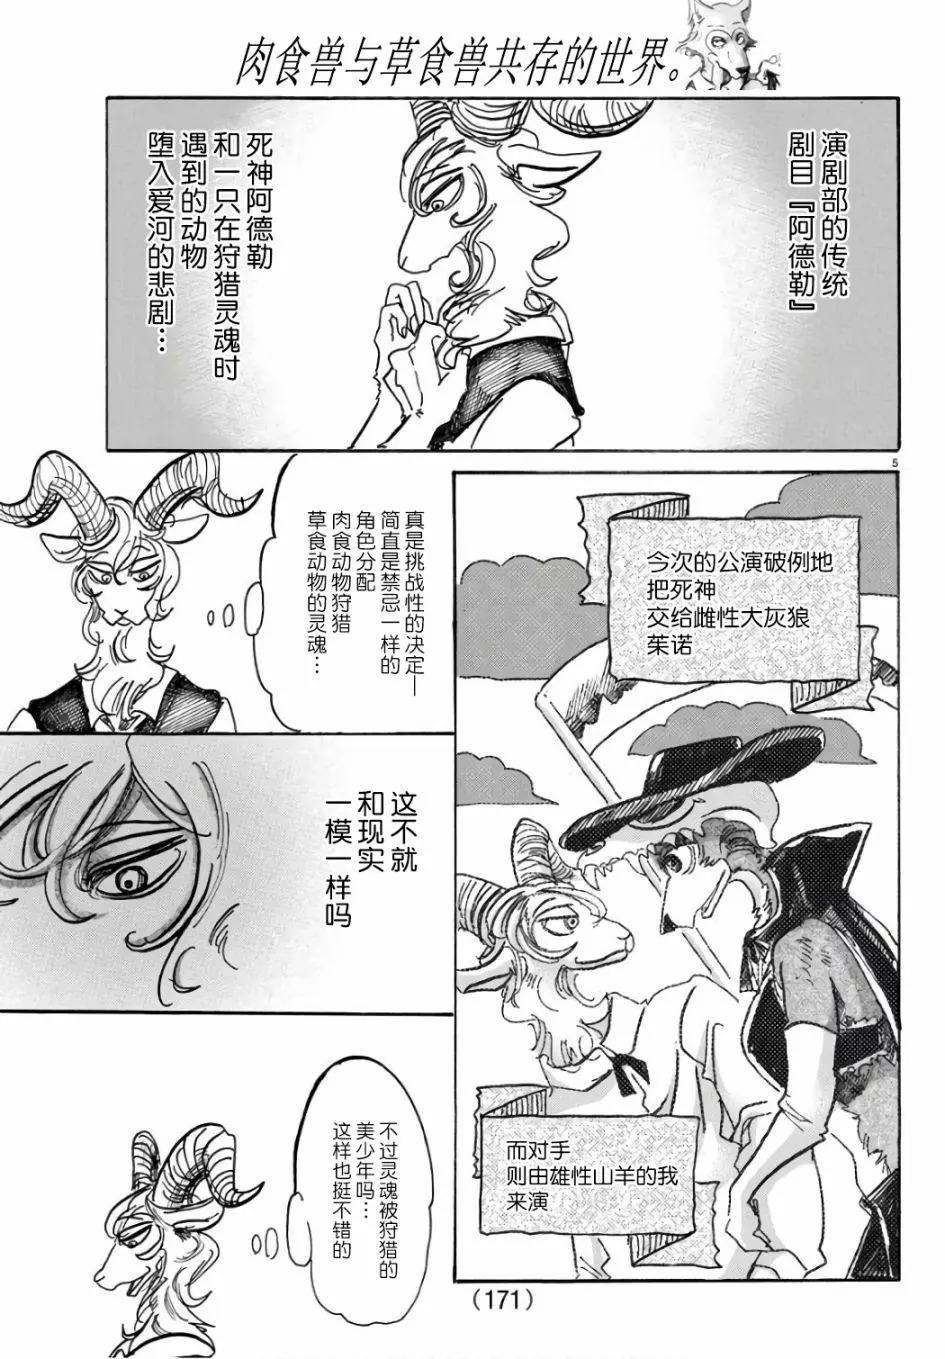 肉食兽与草食兽共存的世界。
演剧部的传统
剧目『阿德勒』
死神阿德勒
和一只在狩猎灵魂时
遇到的动物
堕入爱河的悲剧…
5
今次的公演破例地
把死神
交给雌性大灰狼
茱诺
真是挑战性的决定—
简直是禁忌一样的
角色分配
肉食动物狩猎
草食动物的灵魂…
这不就
和现实
一模一样吗
而对手
则由雄性山羊的我
来演
不过灵魂被狩猎的
美少年吗…
这样也挺不错的
（171）